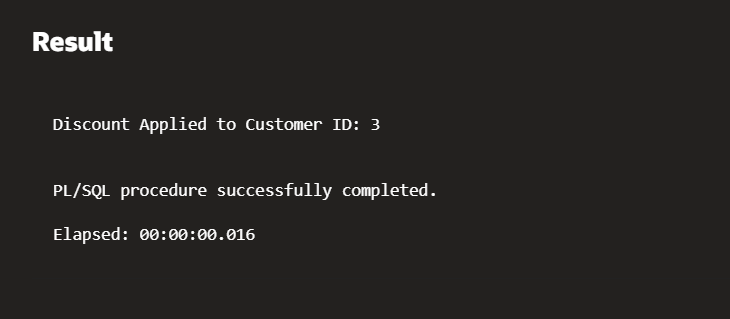 Result
Discount Applied to Customer ID: 3
PL/SQL procedure successfully completed.
Elapsed: 00:00:00.016